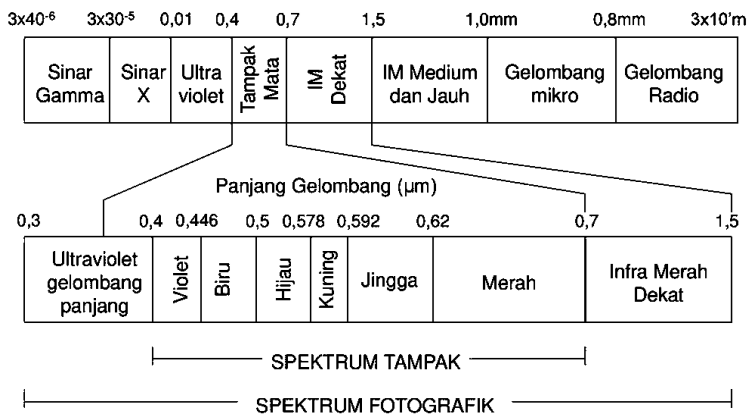 3x40⁻⁶ 3x30⁻⁵ 0,01 0,4 0,7 1,5 1,0mm 0,8mm 3x10'm
Sinar Gamma
Sinar X
Ultra violet
Tampak Mata
IM Dekat
IM Medium dan Jauh
Gelombang mikro
Gelombang Radio
Panjang Gelombang (μm)
0,3 0,4 0,446 0,5 0,578 0,592 0,62 0,7 1,5
Ultraviolet gelombang panjang
Violet
Biru
Hijau
Kuning
Jingga
Merah
Infra Merah Dekat
SPEKTRUM TAMPAK
SPEKTRUM FOTOGRAFIK